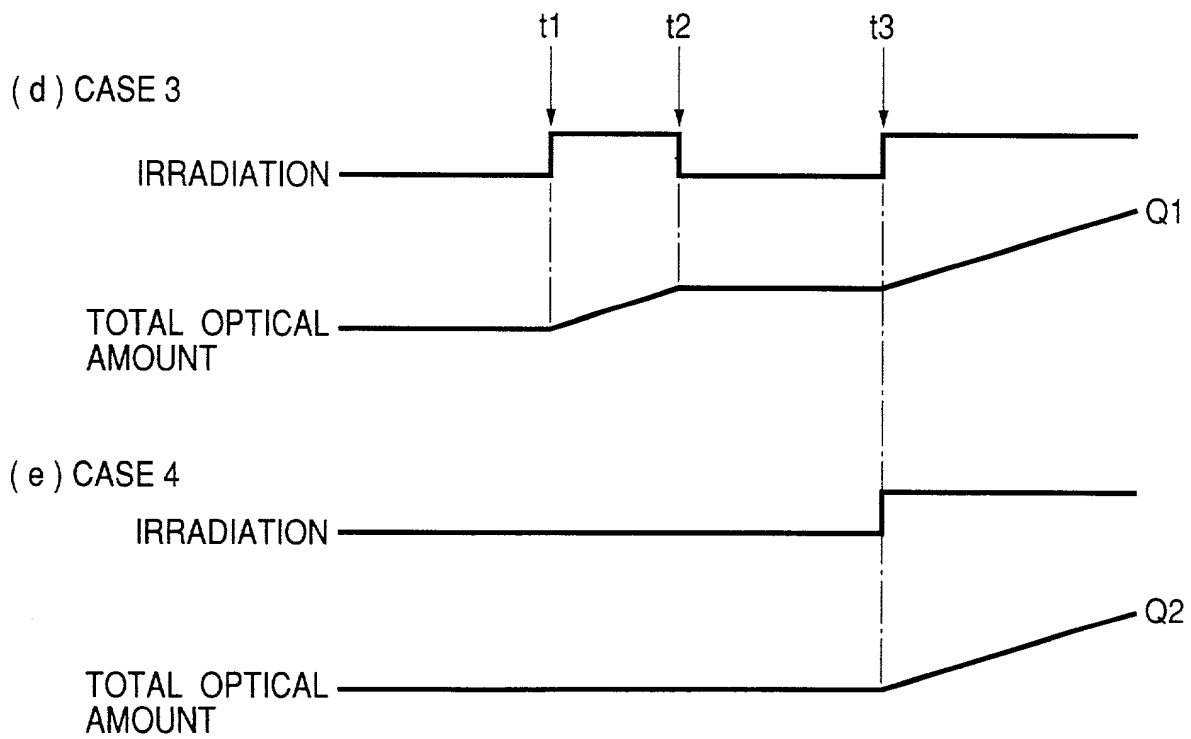 t1 t2 t3
( d ) CASE 3
IRRADIATION
Q1
TOTAL OPTICAL
AMOUNT
( e ) CASE 4
IRRADIATION
Q2
TOTAL OPTICAL
AMOUNT